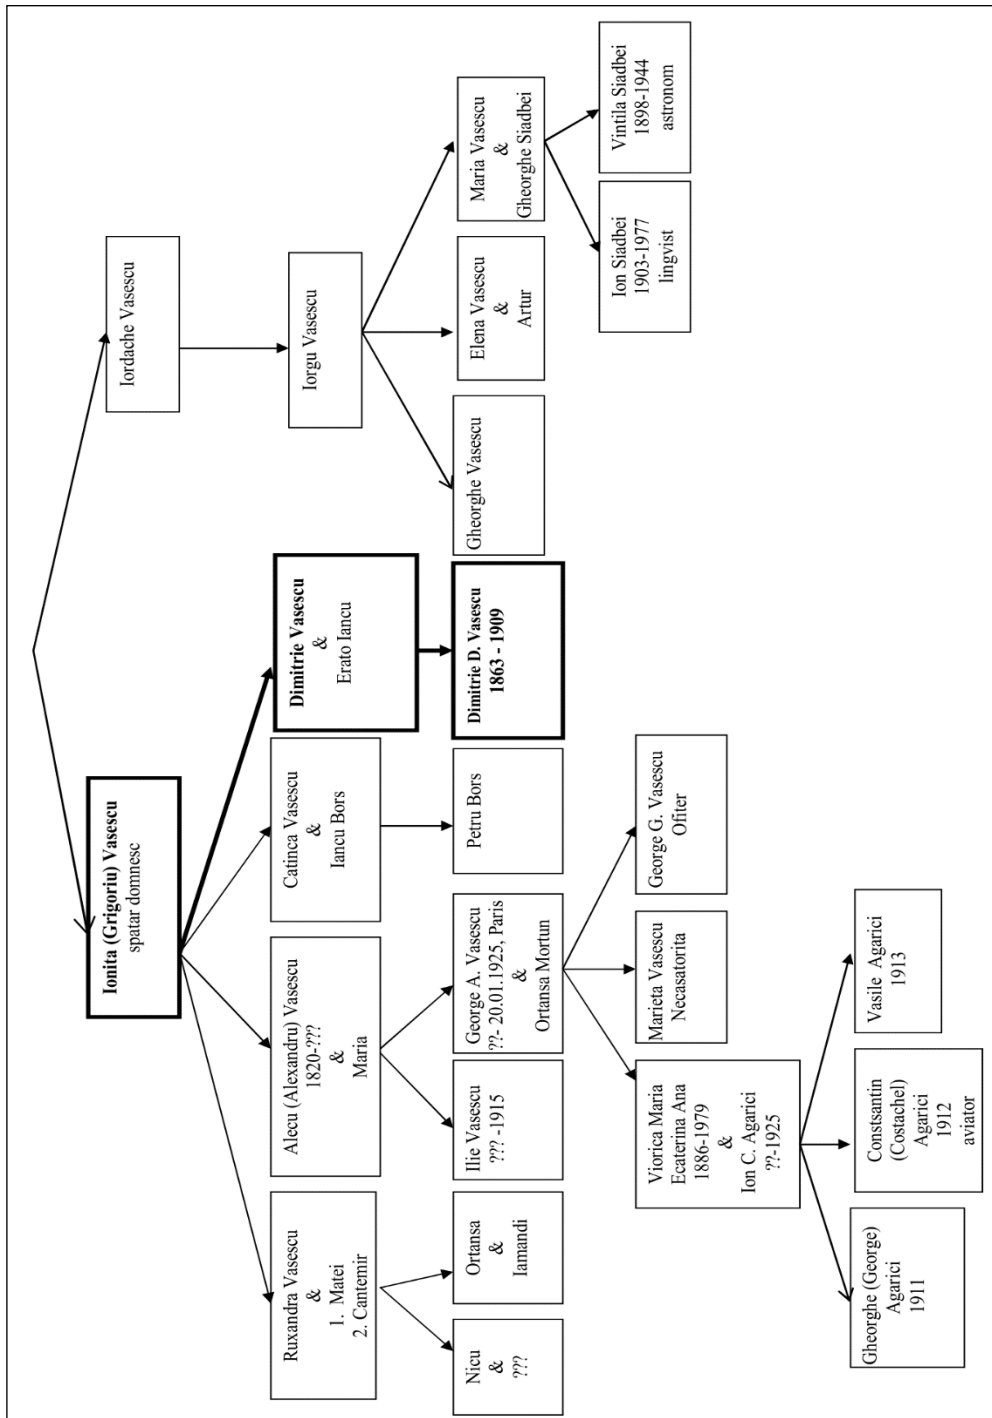 Ionita (Grigoriu) Vasescu
spatar domnesc
Iordache Vasescu
Ruxandra Vasescu
&
1. Matei
2. Cantemir
Alecu (Alexandru) Vasescu
1820-???
&
Maria
Catinca Vasescu
&
Iancu Bors
Dimitrie Vasescu
&
Erato Iancu
Iorgu Vasescu
Nicu
&
???
Ortansa
&
Iamandi
Ilie Vasescu
??? -1915
George A. Vasescu
??- 20.01.1925, Paris
&
Ortansa Mortun
Petru Bors
Dimitrie D. Vasescu
1863 - 1909
Gheorghe Vasescu
Elena Vasescu
&
Artur
Maria Vasescu
&
Gheorghe Siadbei
Viorica Maria
Ecaterina Ana
1886-1979
&
Ion C. Agarici
??-1925
Marieta Vasescu
Necasatorita
George G. Vasescu
Ofiter
Ion Siadbei
1903-1977
lingvist
Vintila Siadbei
1898-1944
astronom
Gheorghe (George)
Agarici
1911
Constsantin
(Costachel)
Agarici
1912
aviator
Vasile Agarici
1913